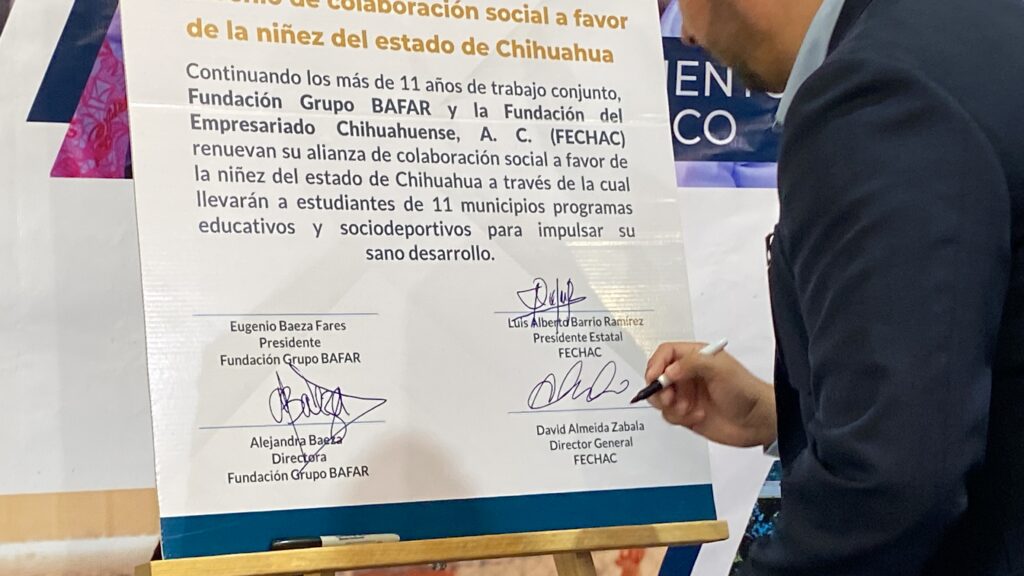 de colaboración social a favor
de la niñez del estado de Chihuahua
Continuando los más de 11 años de trabajo conjunto,
Fundación Grupo BAFAR y la Fundación del
Empresariado Chihuahuense, A. C. (FECHAC)
renuevan su alianza de colaboración social a favor de
la niñez del estado de Chihuahua a través de la cual
llevarán a estudiantes de 11 municipios programas
educativos y sociodeportivos para impulsar su
sano desarrollo.
Eugenio Baeza Fares
Presidente
Fundación Grupo BAFAR
Luis Alberto Barrio Ramírez
Presidente Estatal
FECHAC
Alejandra Baeza
Directora
Fundación Grupo BAFAR
David Almeida Zabala
Director General
FECHAC